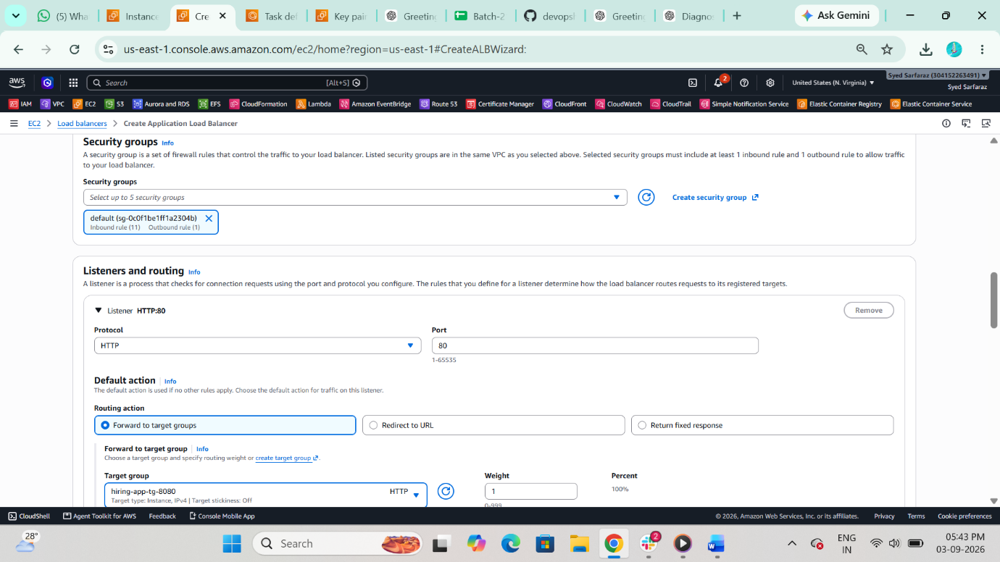 (5) Wha
Instance
Cre
Task def
Key pair
Greeting
Batch-2
devopsh
Greeting
Diagnos
Ask Gemini
us-east-1.console.aws.amazon.com/ec2/home?region=us-east-1#CreateALBWizard:
aws
Search [Alt+S]
2
United States (N. Virginia)
Syed Sarfaraz (304152263491)
Syed Sarfaraz
IAM VPC EC2 S3 Aurora and RDS EFS CloudFormation Lambda Amazon EventBridge Route 53 Certificate Manager CloudFront CloudWatch CloudTrail Simple Notification Service Elastic Container Registry Elastic Container Service
EC2 Load balancers Create Application Load Balancer
Security groups Info
A security group is a set of firewall rules that control the traffic to your load balancer. Listed security groups are in the same VPC as you selected above. Selected security groups must include at least 1 inbound rule and 1 outbound rule to allow traffic
to your load balancer.
Security groups
Select up to 5 security groups
Create security group
default (sg-0c0f1be1ff1a2304b)
Inbound rule (11) Outbound rule (1)
Listeners and routing Info
A listener is a process that checks for connection requests using the port and protocol you configure. The rules that you define for a listener determine how the load balancer routes requests to its registered targets.
Listener HTTP:80
Remove
Protocol Port
HTTP 80
1-65535
Default action Info
The default action is used if no other rules apply. Choose the default action for traffic on this listener.
Routing action
Forward to target groups Redirect to URL Return fixed response
Forward to target group Info
Choose a target group and specify routing weight or create target group.
Target group Weight Percent
hiring-app-tg-8080 HTTP 1 100%
Target type: Instance, IPv4 | Target stickiness: Off
0-999
CloudShell Agent Toolkit for AWS Feedback Console Mobile App © 2026, Amazon Web Services, Inc. or its affiliates. Privacy Terms Cookie preferences
28°
Search
2
ENG
IN
05:43 PM
03-09-2026